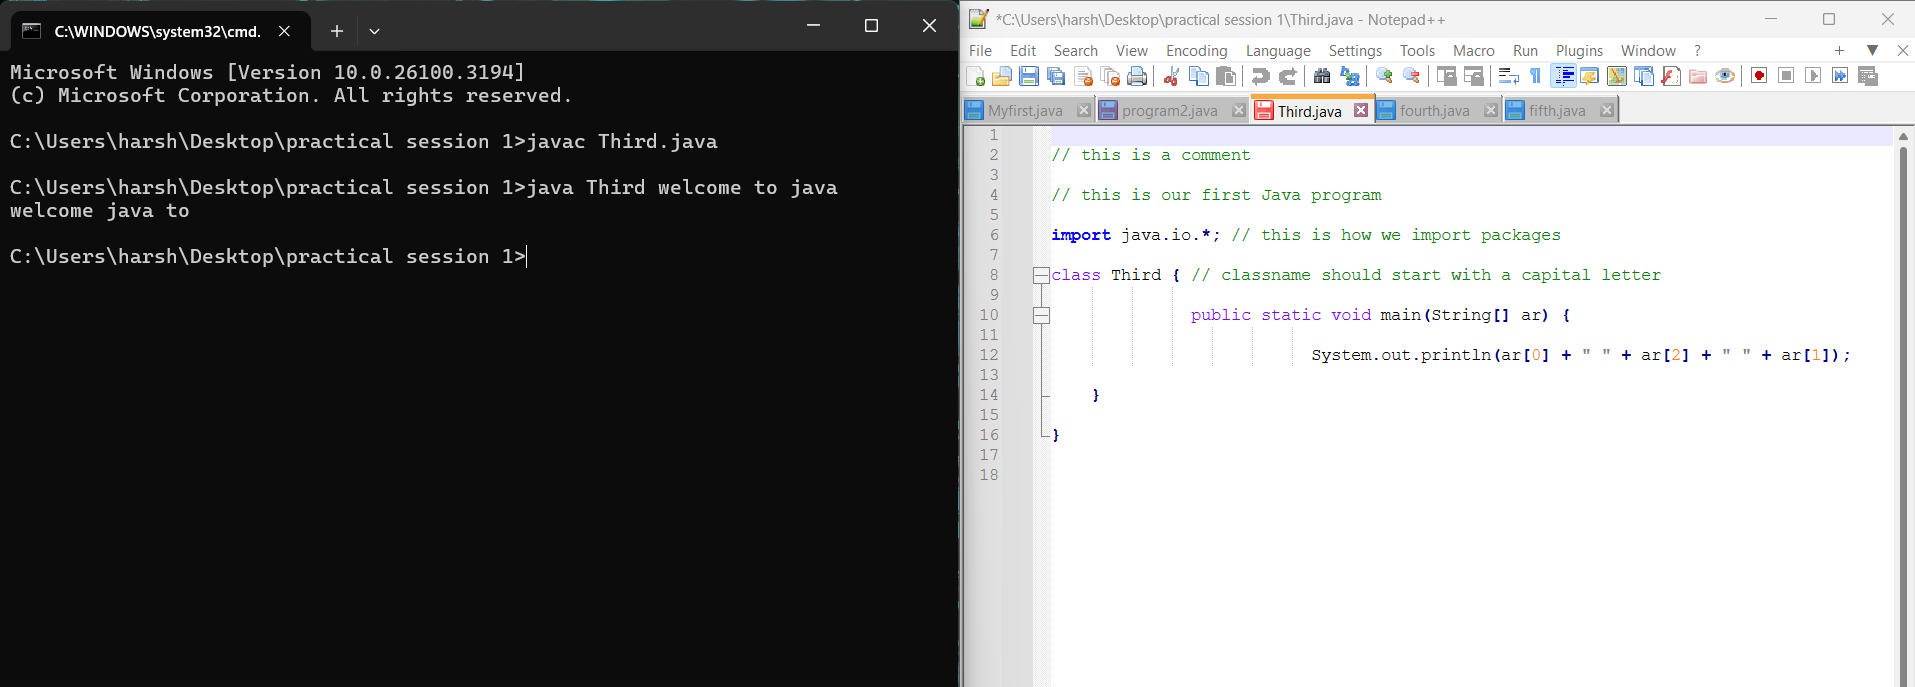 C:\WINDOWS\system32\cmd.
Microsoft Windows [Version 10.0.26100.3194]
(c) Microsoft Corporation. All rights reserved.
C:\Users\harsh\Desktop\practical session 1>javac Third.java
C:\Users\harsh\Desktop\practical session 1>java Third welcome to java
welcome java to
C:\Users\harsh\Desktop\practical session 1>
*C:\Users\harsh\Desktop\practical session 1\Third.java - Notepad++
File Edit Search View Encoding Language Settings Tools Macro Run Plugins Window ?
Myfirst.java program2.java Third.java fourth.java fifth.java
1
2 // this is a comment
3
4 // this is our first Java program
5
6 import java.io.*; // this is how we import packages
7
8 class Third { // classname should start with a capital letter
9
10 public static void main(String[] ar) {
11
12 System.out.println(ar[0] + " " + ar[2] + " " + ar[1]);
13
14 }
15
16 }
17
18